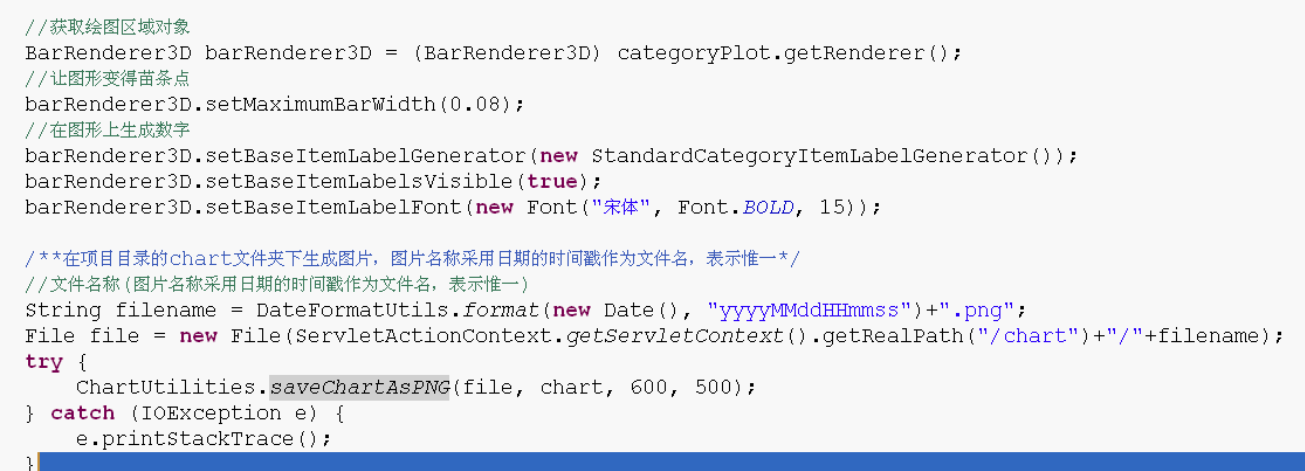 //获取绘图区域对象
BarRenderer3D barRenderer3D = (BarRenderer3D) categoryPlot.getRenderer();
//让图形变得苗条点
barRenderer3D.setMaximumBarWidth(0.08);
//在图形上生成数字
barRenderer3D.setBaseItemLabelGenerator(new StandardCategoryItemLabelGenerator());
barRenderer3D.setBaseItemLabelsVisible(true);
barRenderer3D.setBaseItemLabelFont(new Font("宋体", Font.BOLD, 15));
/**在项目目录的chart文件夹下生成图片，图片名称采用日期的时间戳作为文件名，表示惟一*/
//文件名称(图片名称采用日期的时间戳作为文件名，表示惟一)
String filename = DateFormatUtils.format(new Date(), "yyyyMMddHHmmss")+".png";
File file = new File(ServletActionContext.getServletContext().getRealPath("/chart")+"/"+filename);
try {
    ChartUtilities.saveChartAsPNG(file, chart, 600, 500);
} catch (IOException e) {
    e.printStackTrace();
}